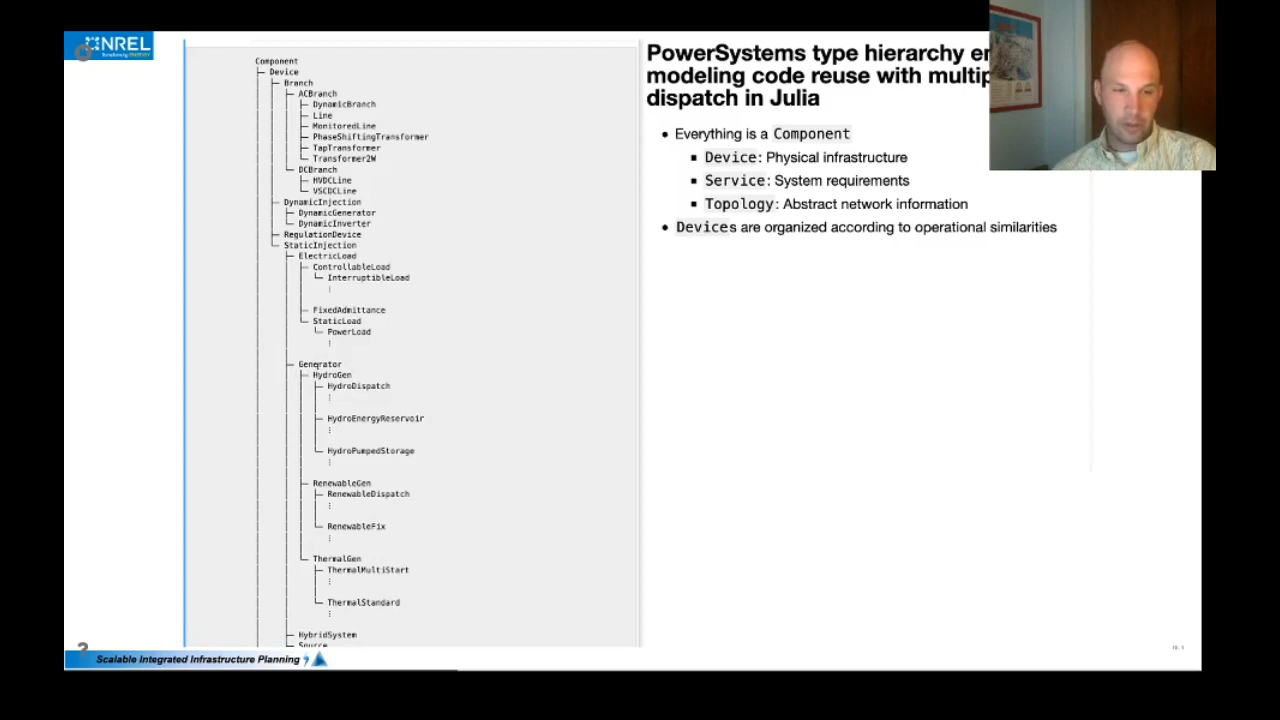 NREL
Transforming ENERGY
Component
├─ Device
│ ├─ Branch
│ │ ├─ ACBranch
│ │ │ ├─ DynamicBranch
│ │ │ ├─ Line
│ │ │ ├─ MonitoredLine
│ │ │ ├─ PhaseShiftingTransformer
│ │ │ ├─ TapTransformer
│ │ │ └─ Transformer2W
│ │ └─ DCBranch
│ │ ├─ HVDCLine
│ │ └─ VSCDCLine
│ ├─ DynamicInjection
│ │ ├─ DynamicGenerator
│ │ └─ DynamicInverter
│ ├─ RegulationDevice
│ └─ StaticInjection
│ ├─ ElectricLoad
│ │ ├─ ControllableLoad
│ │ │ └─ InterruptibleLoad
│ │ │ ⋮
│ │ ├─ FixedAdmittance
│ │ └─ StaticLoad
│ │ └─ PowerLoad
│ │ ⋮
│ ├─ Generator
│ │ ├─ HydroGen
│ │ │ ├─ HydroDispatch
│ │ │ │ ⋮
│ │ │ ├─ HydroEnergyReservoir
│ │ │ │ ⋮
│ │ │ └─ HydroPumpedStorage
│ │ │ ⋮
│ │ ├─ RenewableGen
│ │ │ ├─ RenewableDispatch
│ │ │ │ ⋮
│ │ │ └─ RenewableFix
│ │ │ ⋮
│ │ └─ ThermalGen
│ │ ├─ ThermalMultiStart
│ │ │ ⋮
│ │ └─ ThermalStandard
│ │ ⋮
│ ├─ HybridSystem
│ ├─ Source
PowerSystems type hierarchy en
modeling code reuse with multip
dispatch in Julia
• Everything is a Component
▪ Device: Physical infrastructure
▪ Service: System requirements
▪ Topology: Abstract network information
• Devices are organized according to operational similarities
?
Scalable Integrated Infrastructure Planning